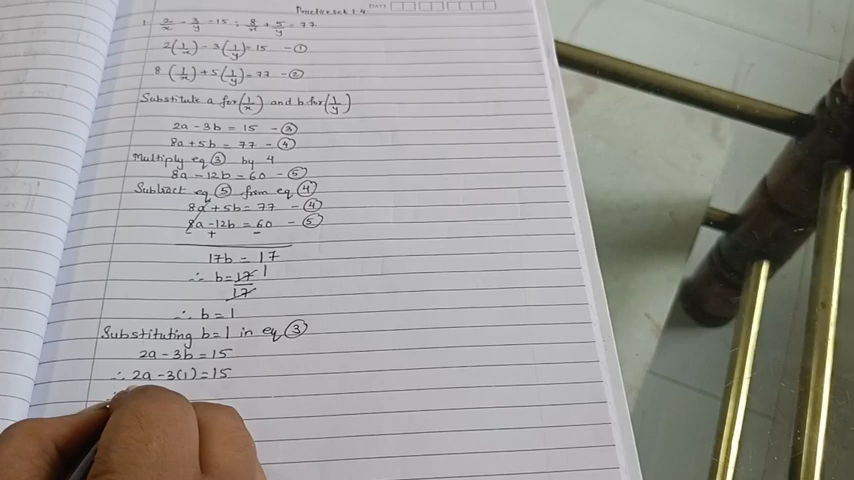 Practice set 1.4
DATE
1. 2/x - 3/y = 15 ; 8/x + 5/y = 77
2(1/x) - 3(1/y) = 15 - ①
8(1/x) + 5(1/y) = 77 - ②
Substitute a for (1/x) and b for (1/y)
2a - 3b = 15 - ③
8a + 5b = 77 - ④
Multiply eq ③ by 4
8a - 12b = 60 - ⑤
Subtract eq ⑤ from eq ④
8a + 5b = 77 - ④
8a - 12b = 60 - ⑤
- + -
17b = 17
∴ b = 17/17 1
∴ b = 1
Substituting b = 1 in eq ③
2a - 3b = 15
∴ 2a - 3(1) = 15
∴